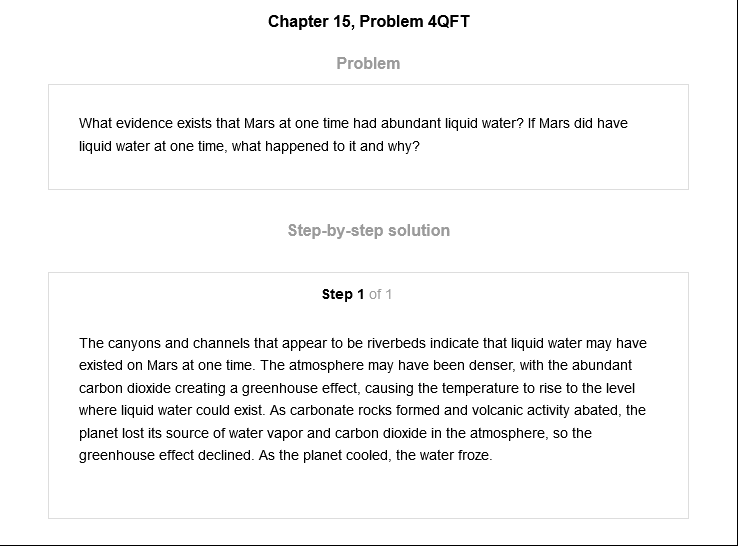 Chapter 15, Problem 4QFT
Problem
What evidence exists that Mars at one time had abundant liquid water? If Mars did have
liquid water at one time, what happened to it and why?
Step-by-step solution
Step 1 of 1
The canyons and channels that appear to be riverbeds indicate that liquid water may have
existed on Mars at one time. The atmosphere may have been denser, with the abundant
carbon dioxide creating a greenhouse effect, causing the temperature to rise to the level
where liquid water could exist. As carbonate rocks formed and volcanic activity abated, the
planet lost its source of water vapor and carbon dioxide in the atmosphere, so the
greenhouse effect declined. As the planet cooled, the water froze.